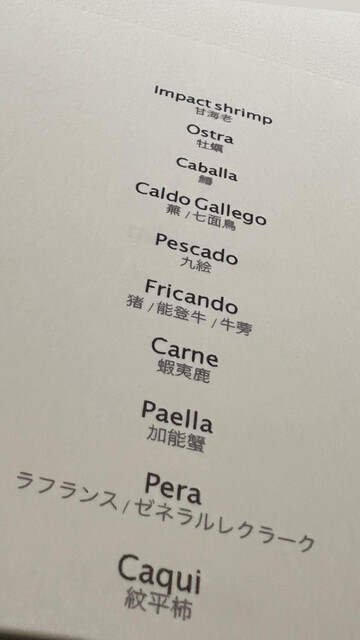 Impact shrimp
甘海老
Ostra
牡蠣
Caballa
鰆
Caldo Gallego
蕪 / 七面鳥
Pescado
九絵
Fricando
猪 / 能登牛 / 牛蒡
Carne
蝦夷鹿
Paella
加能蟹
Pera
ラフランス / ゼネラルレクラーク
Caqui
紋平柿